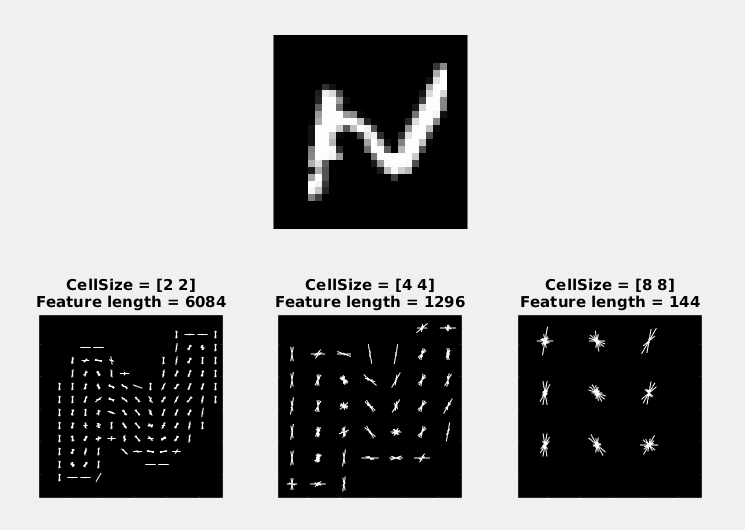 N
CellSize = [2 2]
Feature length = 6084
CellSize = [4 4]
Feature length = 1296
CellSize = [8 8]
Feature length = 144